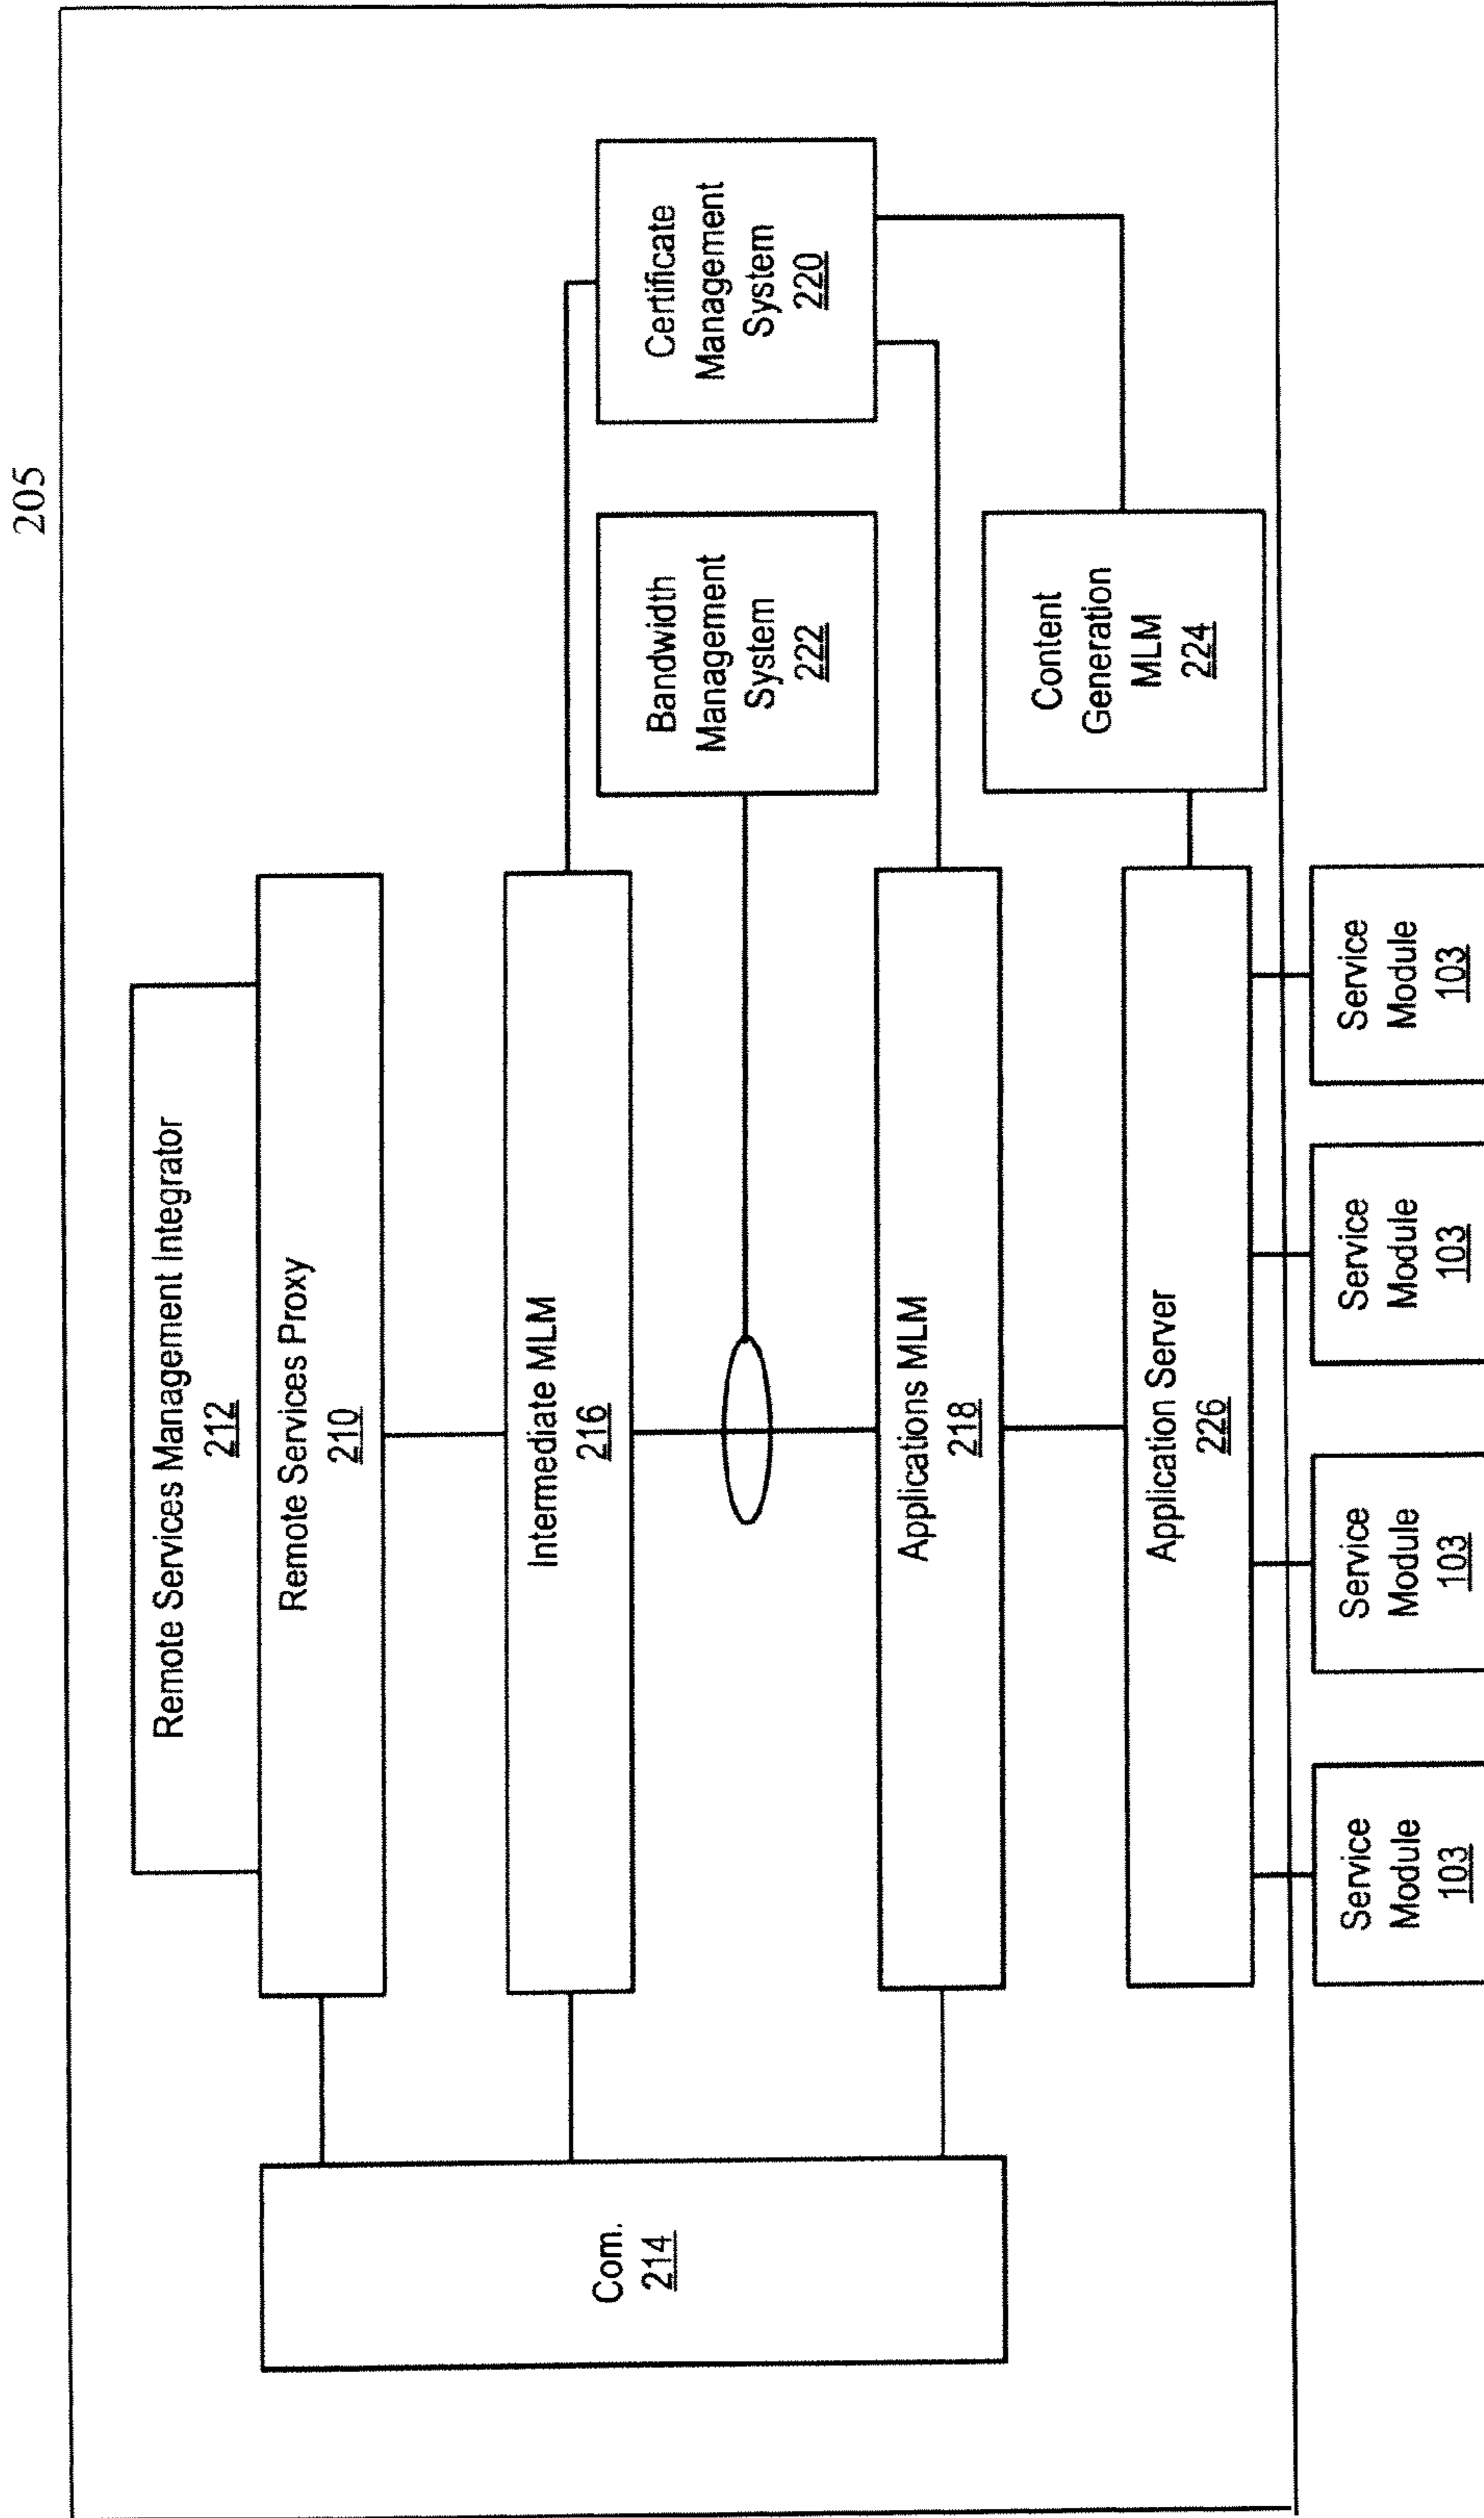 205
Remote Services Management Integrator
212
Remote Services Proxy
210
Com.
214
Intermediate MLM
216
Certificate
Management
System
220
Bandwidth
Management
System
222
Applications MLM
218
Content
Generation
MLM
224
Application Server
226
Service
Module
103
Service
Module
103
Service
Module
103
Service
Module
103